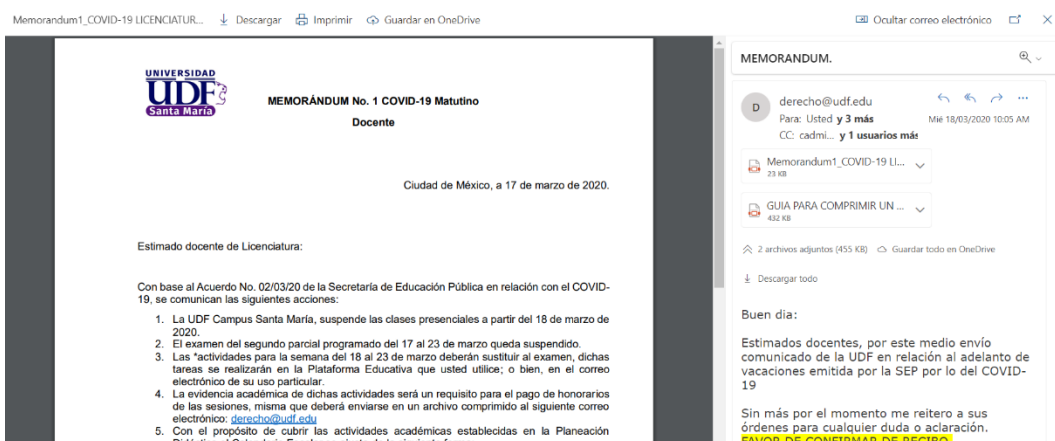 Memorandum1_COVID-19 LICENCIATUR... Descargar Imprimir Guardar en OneDrive Ocultar correo electrónico
UNIVERSIDAD
UDF
Santa María
MEMORÁNDUM No. 1 COVID-19 Matutino
Docente
Ciudad de México, a 17 de marzo de 2020.
Estimado docente de Licenciatura:
Con base al Acuerdo No. 02/03/20 de la Secretaría de Educación Pública en relación con el COVID-
19, se comunican las siguientes acciones:
1. La UDF Campus Santa María, suspende las clases presenciales a partir del 18 de marzo de
2020.
2. El examen del segundo parcial programado del 17 al 23 de marzo queda suspendido.
3. Las *actividades para la semana del 18 al 23 de marzo deberán sustituir al examen, dichas
tareas se realizarán en la Plataforma Educativa que usted utilice; o bien, en el correo
electrónico de su uso particular.
4. La evidencia académica de dichas actividades será un requisito para el pago de honorarios
de las sesiones, misma que deberá enviarse en un archivo comprimido al siguiente correo
electrónico: derecho@udf.edu
5. Con el propósito de cubrir las actividades académicas establecidas en la Planeación
MEMORANDUM.
D
derecho@udf.edu
Para: Usted y 3 más Mié 18/03/2020 10:05 AM
CC: cadmi... y 1 usuarios más
Memorandum1_COVID-19 LI...
23 KB
GUIA PARA COMPRIMIR UN ...
432 KB
2 archivos adjuntos (455 KB) Guardar todo en OneDrive
Descargar todo
Buen dia:
Estimados docentes, por este medio envío
comunicado de la UDF en relación al adelanto de
vacaciones emitida por la SEP por lo del COVID-
19
Sin más por el momento me reitero a sus
órdenes para cualquier duda o aclaración.
FAVOR DE CONFIRMAR DE RECIBO